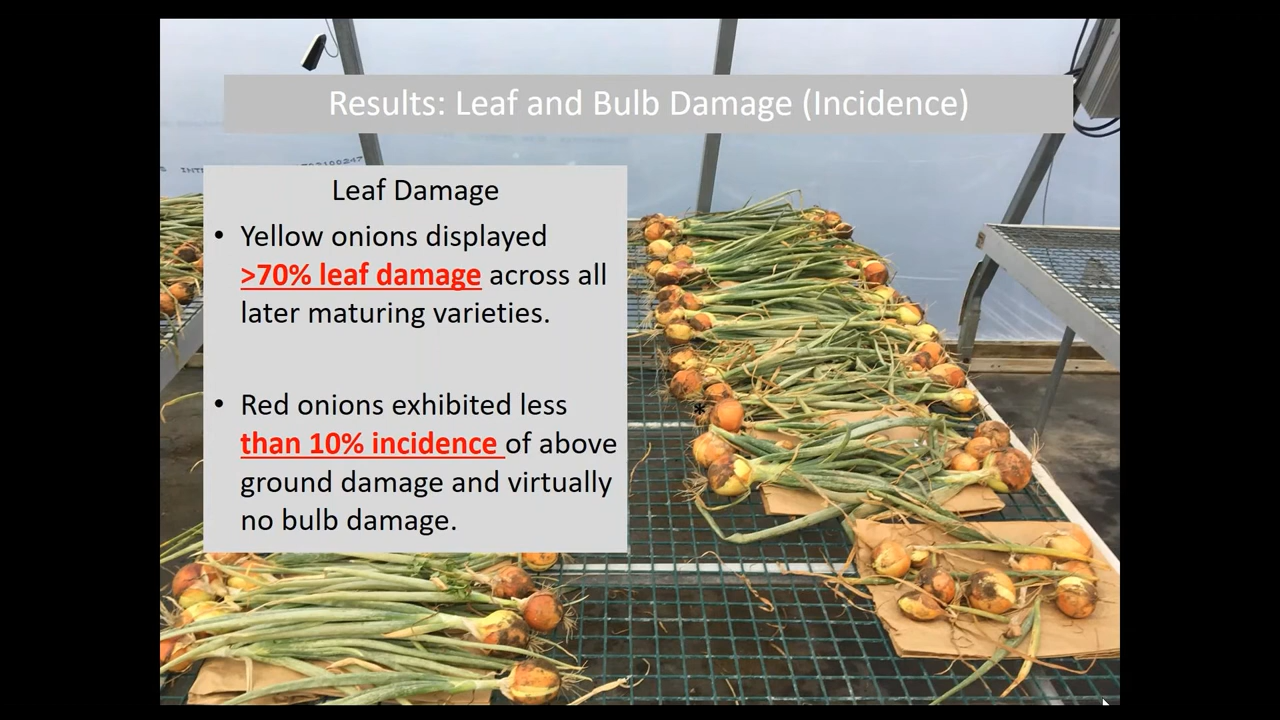 Results: Leaf and Bulb Damage (Incidence)
Leaf Damage
• Yellow onions displayed
>70% leaf damage across all
later maturing varieties.
• Red onions exhibited less
than 10% incidence of above
ground damage and virtually
no bulb damage.
*